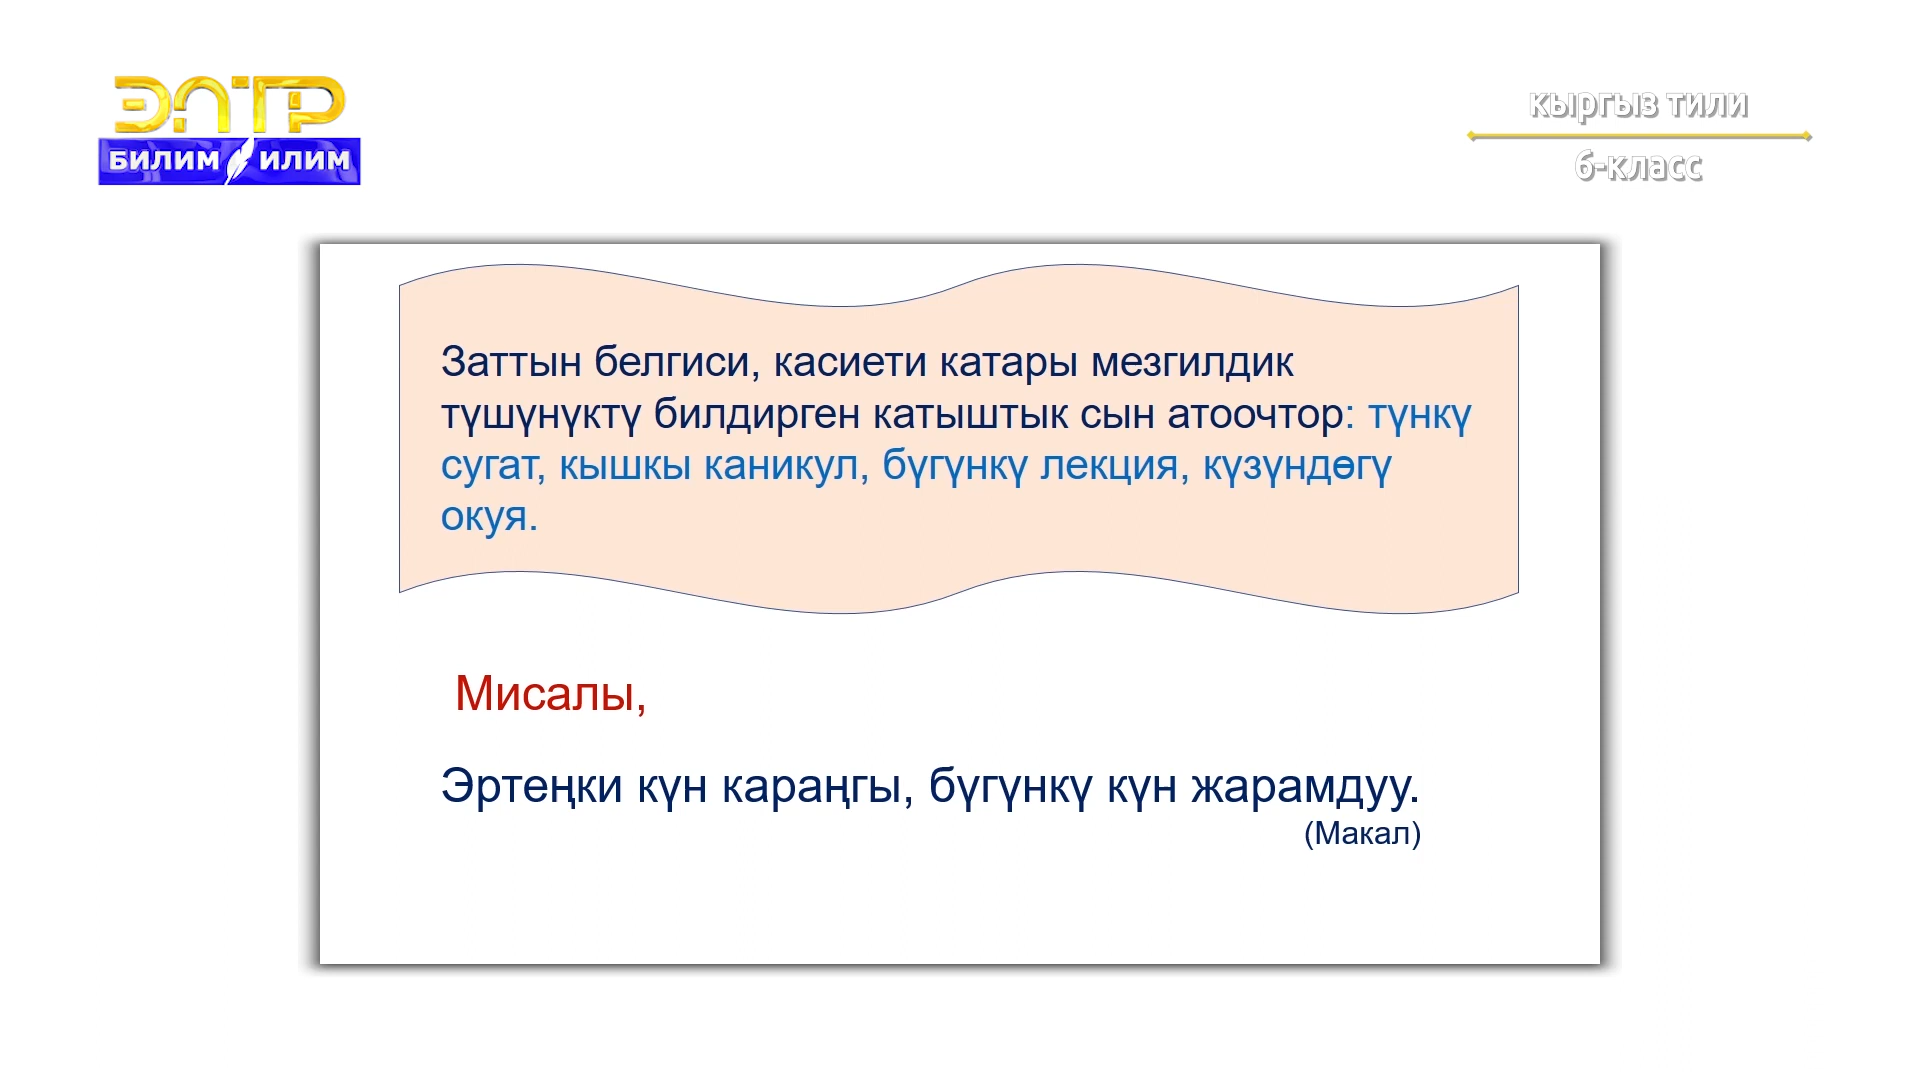 ЭЛТР
БИЛИМ ИЛИМ
кыргыз тили
6-класс
Заттын белгиси, касиети катары мезгилдик
түшүнүктү билдирген катыштык сын атоочтор: түнкү
сугат, кышкы каникул, бүгүнкү лекция, күзүндөгү
окуя.
Мисалы,
Эртеңки күн караңгы, бүгүнкү күн жарамдуу.
(Макал)